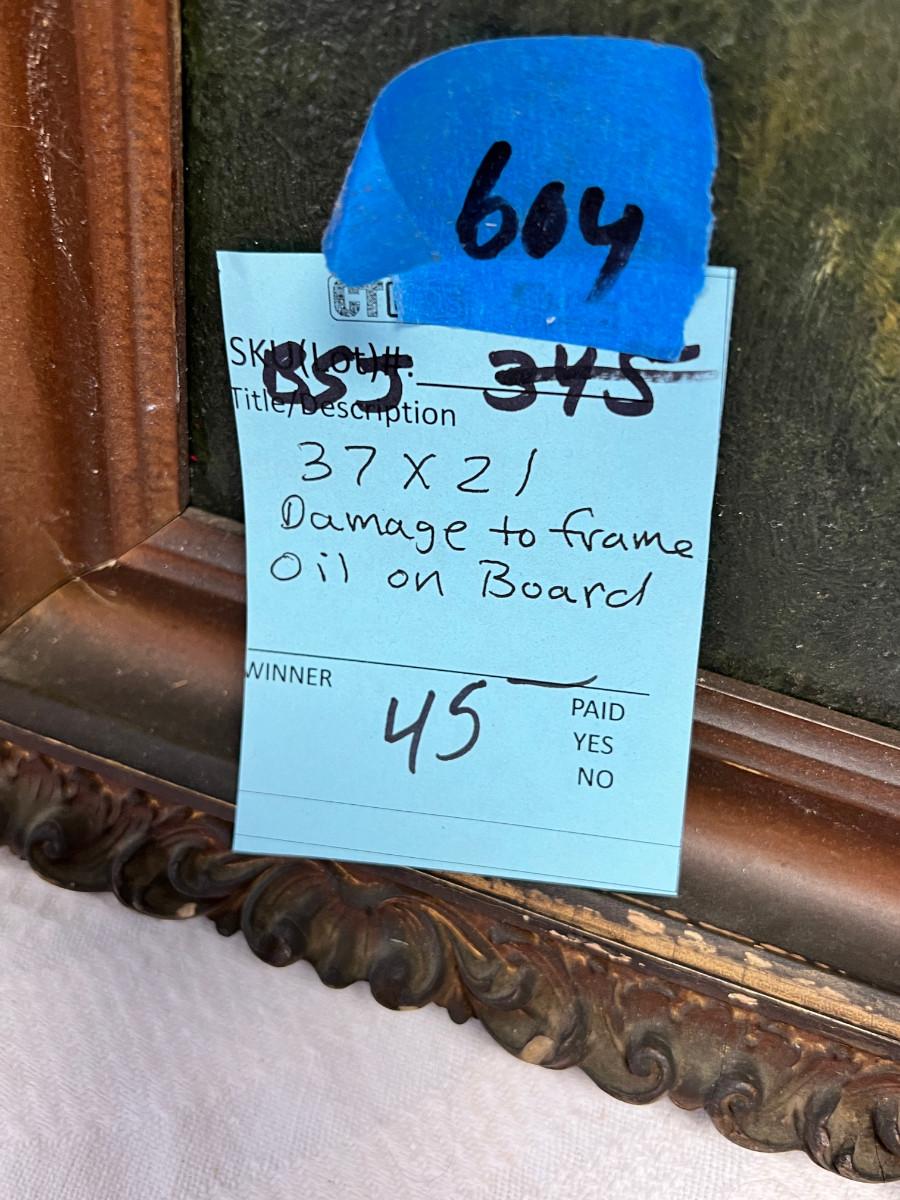 604
SKU(Lot)#:
345
Title/Description
37 X 21
Damage to frame
Oil on Board
WINNER
45
PAID
YES
NO